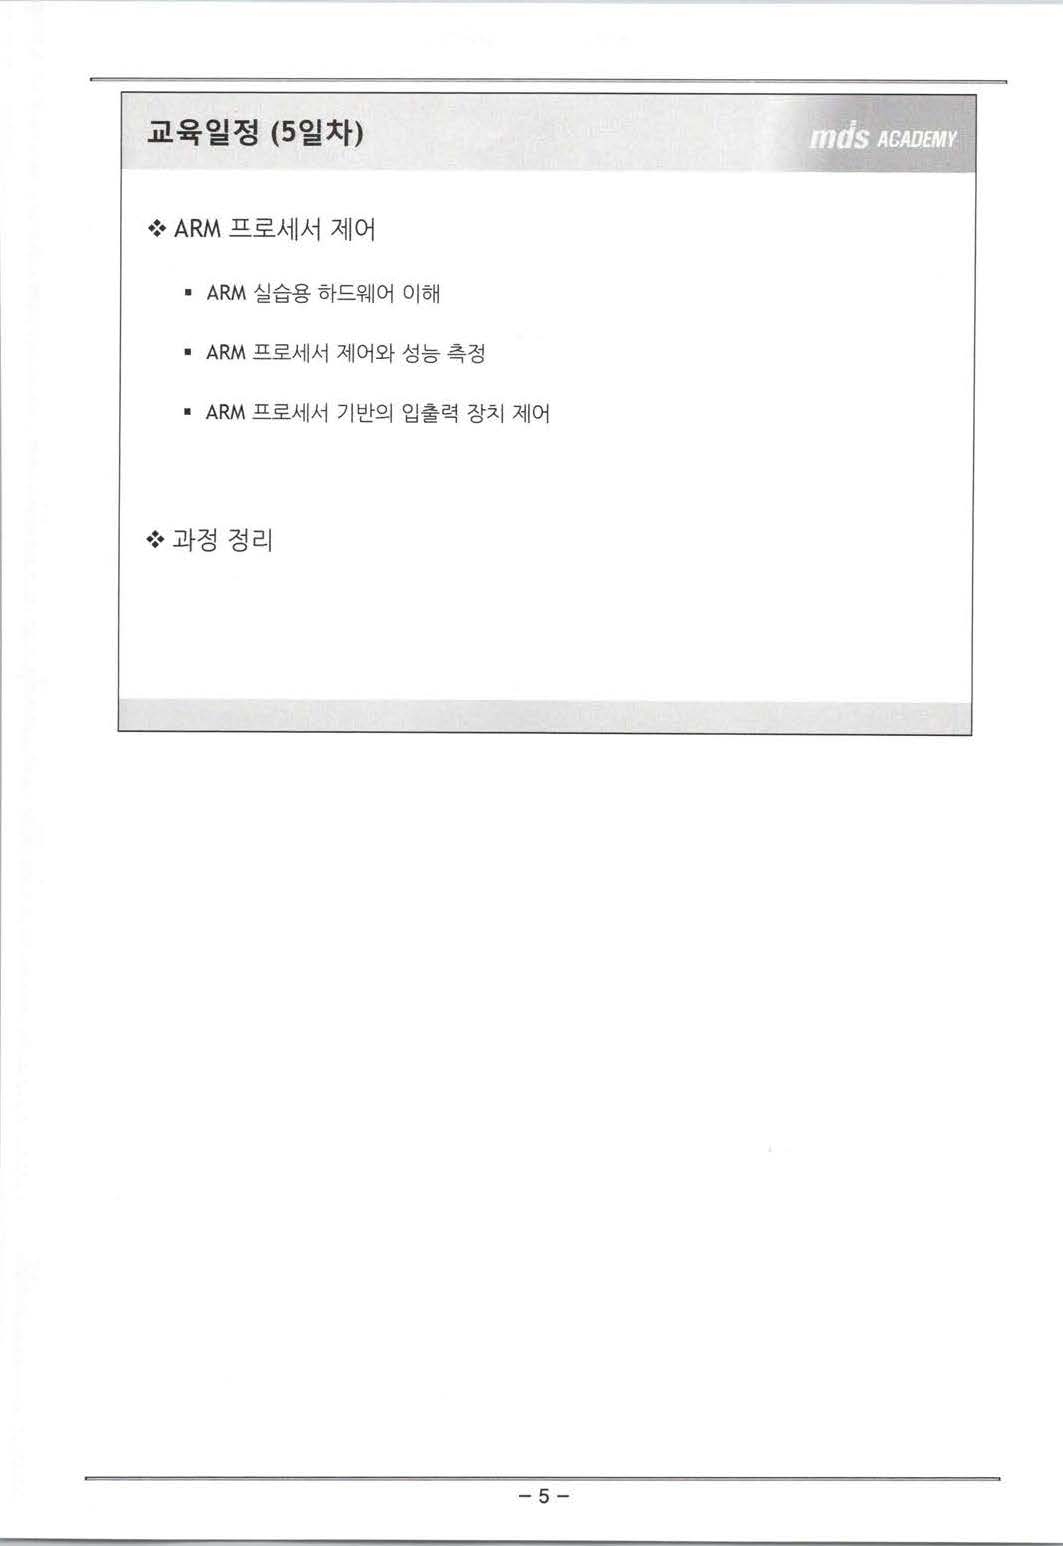 교육일정 (5일차)
mds ACADEMY
❖ ARM 프로세서 제어
▪ ARM 실습용 하드웨어 이해
▪ ARM 프로세서 제어와 성능 측정
▪ ARM 프로세서 기반의 입출력 장치 제어
❖ 과정 정리
- 5 -